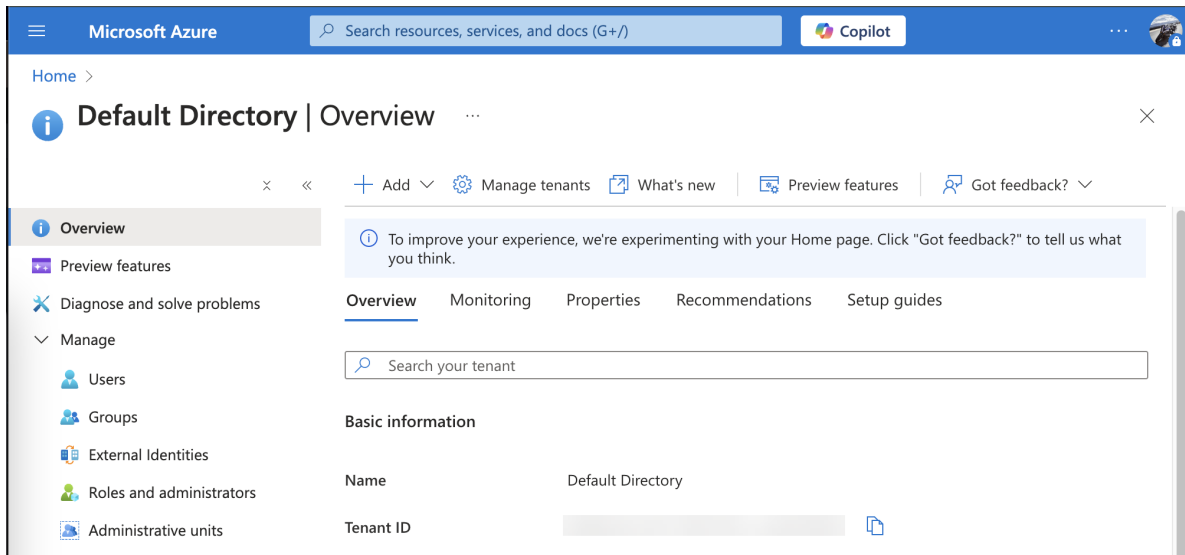 Microsoft Azure
Search resources, services, and docs (G+/)
Copilot
...
Home >
Default Directory | Overview ...
+ Add
Manage tenants
What's new
Preview features
Got feedback?
Overview
Preview features
Diagnose and solve problems
Manage
Users
Groups
External Identities
Roles and administrators
Administrative units
To improve your experience, we're experimenting with your Home page. Click "Got feedback?" to tell us what
you think.
Overview Monitoring Properties Recommendations Setup guides
Search your tenant
Basic information
Name Default Directory
Tenant ID